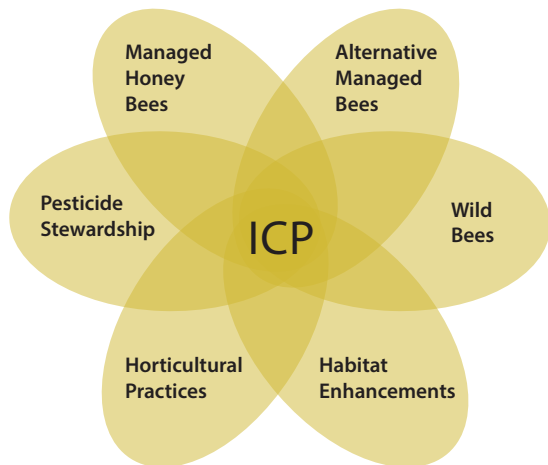 Managed
Honey
Bees
Alternative
Managed
Bees
Pesticide
Stewardship
ICP
Wild
Bees
Horticultural
Practices
Habitat
Enhancements